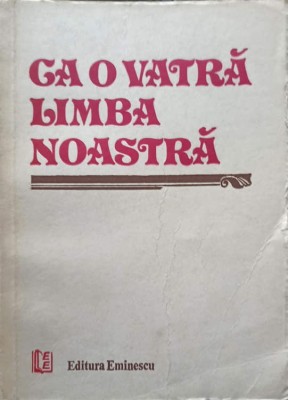 CA O VATRĂ
LIMBA
NOASTRĂ
Editura Eminescu